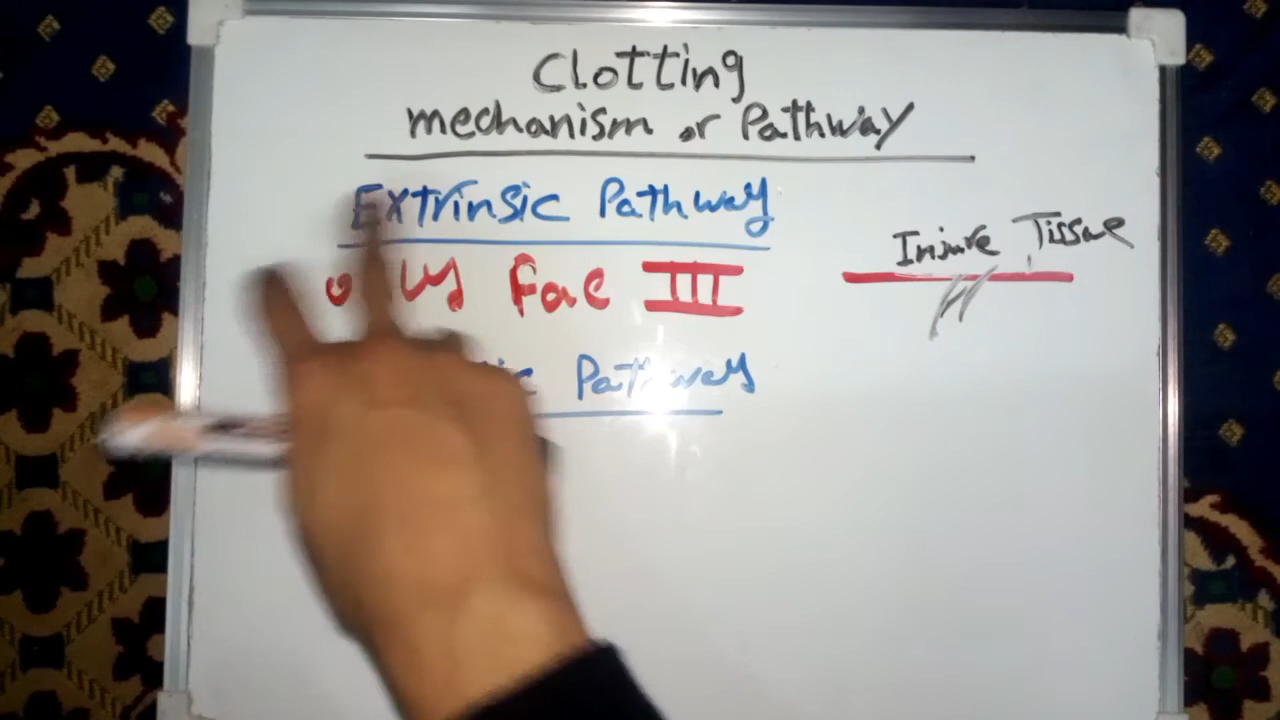 Clotting
mechanism or Pathway
Extrinsic Pathway
Injure Tissue
Fac III
Pathway